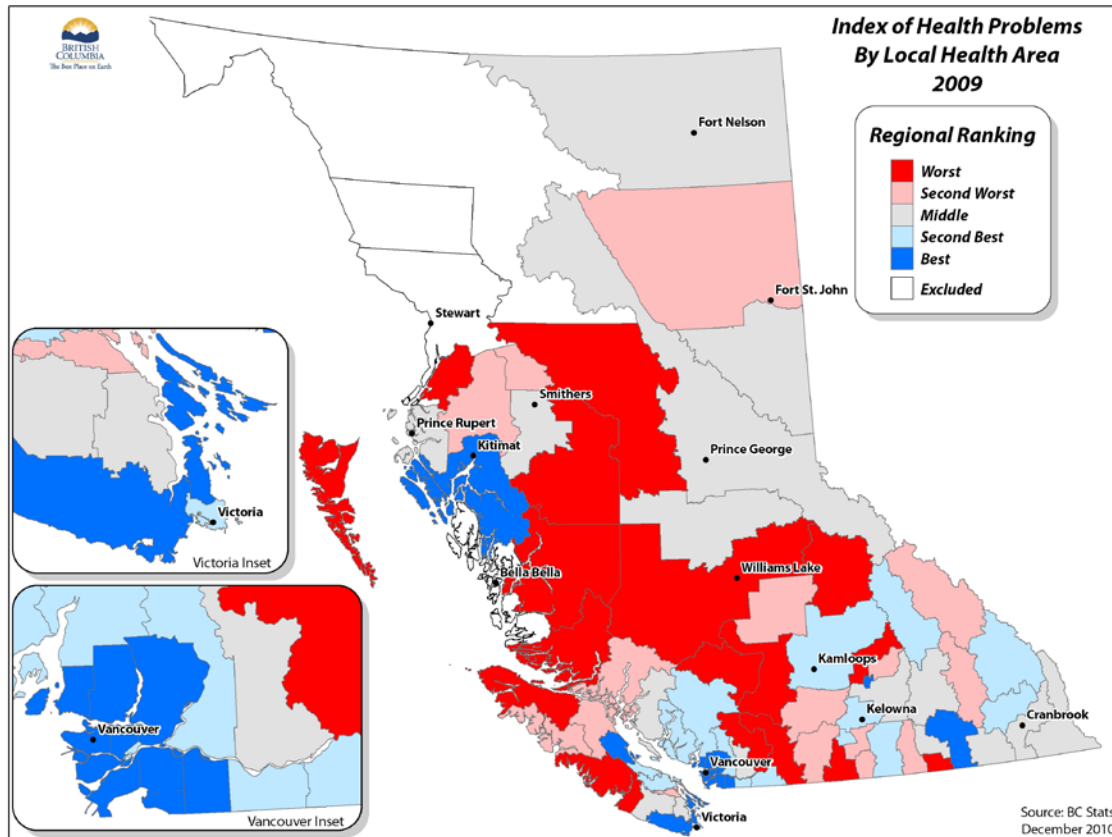 BRITISH
COLUMBIA
The Best Place on Earth
Index of Health Problems
By Local Health Area
2009
Regional Ranking
Worst
Second Worst
Middle
Second Best
Best
Excluded
Fort Nelson
Fort St. John
Stewart
Smithers
Prince Rupert
Kitimat
Prince George
Bella Bella
Williams Lake
Kamloops
Kelowna
Cranbrook
Vancouver
Victoria
Victoria
Victoria Inset
Vancouver
Vancouver Inset
Source: BC Stats
December 2010